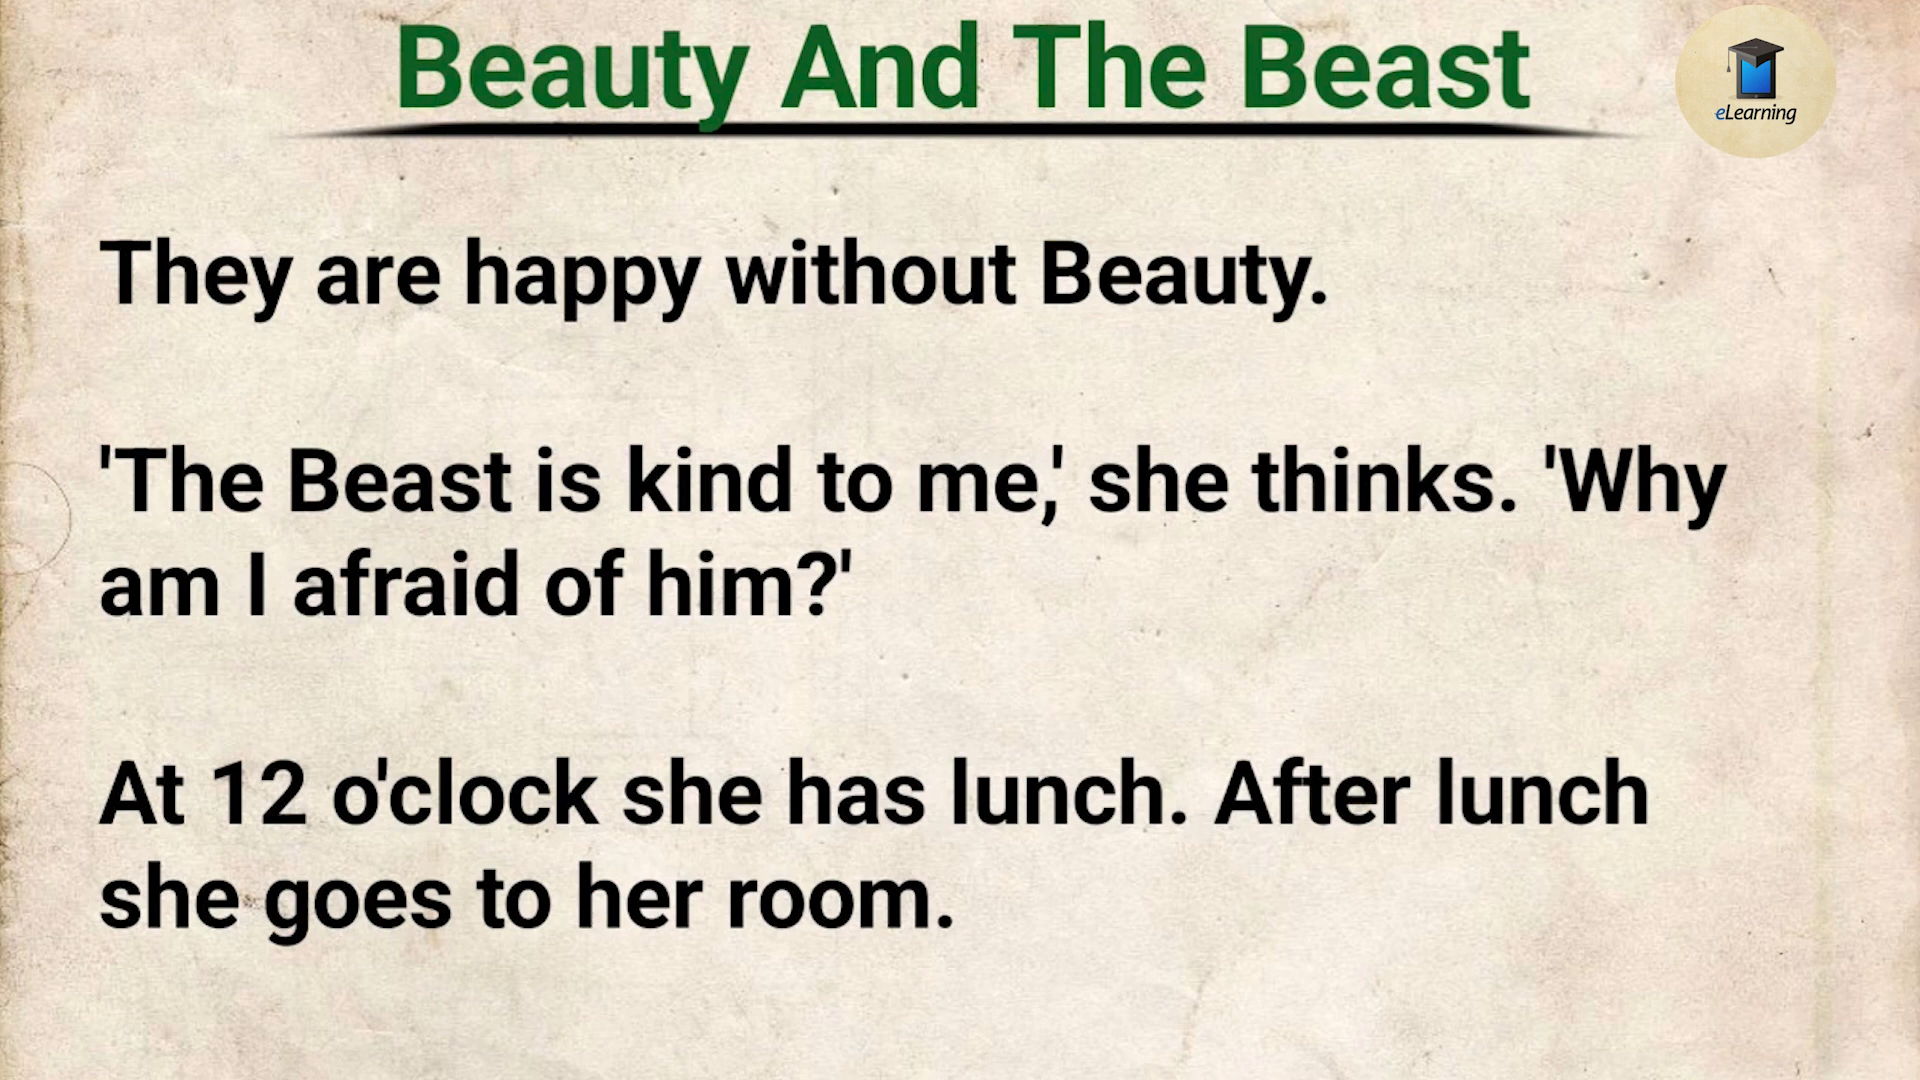 Beauty And The Beast
eLearning
They are happy without Beauty.
'The Beast is kind to me,' she thinks. 'Why
am I afraid of him?'
At 12 o'clock she has lunch. After lunch
she goes to her room.